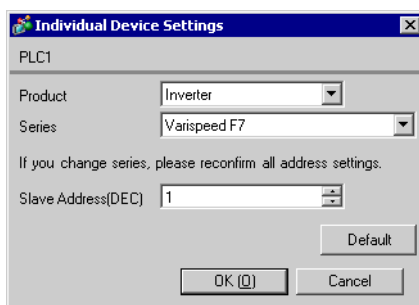 Individual Device Settings
PLC1
Product Inverter
Series Varispeed F7
If you change series, please reconfirm all address settings.
Slave Address(DEC) 1
Default
OK (O) Cancel